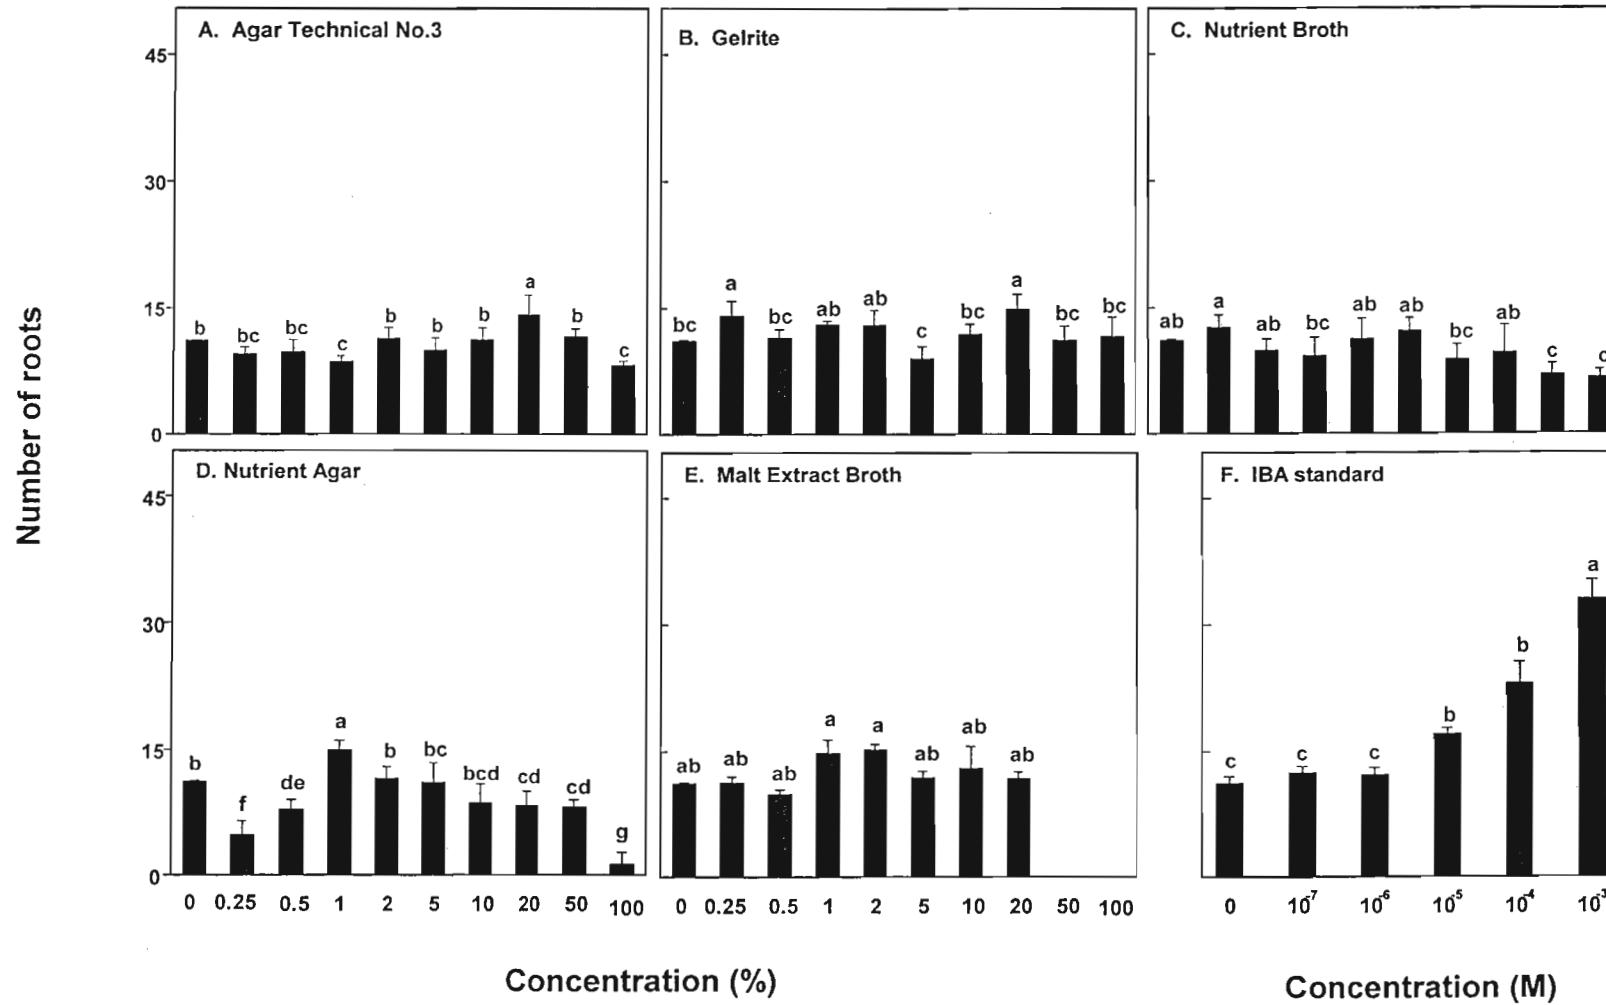 A. Agar Technical No.3
B. Gelrite
C. Nutrient Broth
45
30
15
0
b bc bc c b b b a b c
bc a bc ab ab c bc a bc bc
ab a ab bc ab ab bc ab c c
Number of roots
D. Nutrient Agar
E. Malt Extract Broth
F. IBA standard
45
30
15
0
b f de a b bc bcd cd cd g
ab ab ab a a ab ab ab
c c c b b a
0 0.25 0.5 1 2 5 10 20 50 100
0 0.25 0.5 1 2 5 10 20 50 100
0 10-7 10-6 10-5 10-4 10-3
Concentration (%)
Concentration (M)